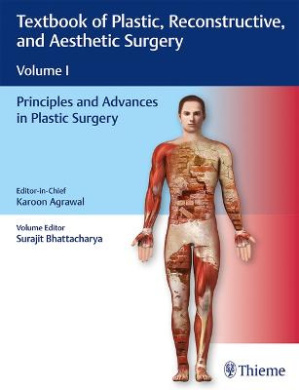 Textbook of Plastic, Reconstructive,
and Aesthetic Surgery
Volume I
Principles and Advances
in Plastic Surgery
Editor-in-Chief
Karoon Agrawal
Volume Editor
Surajit Bhattacharya
Thieme